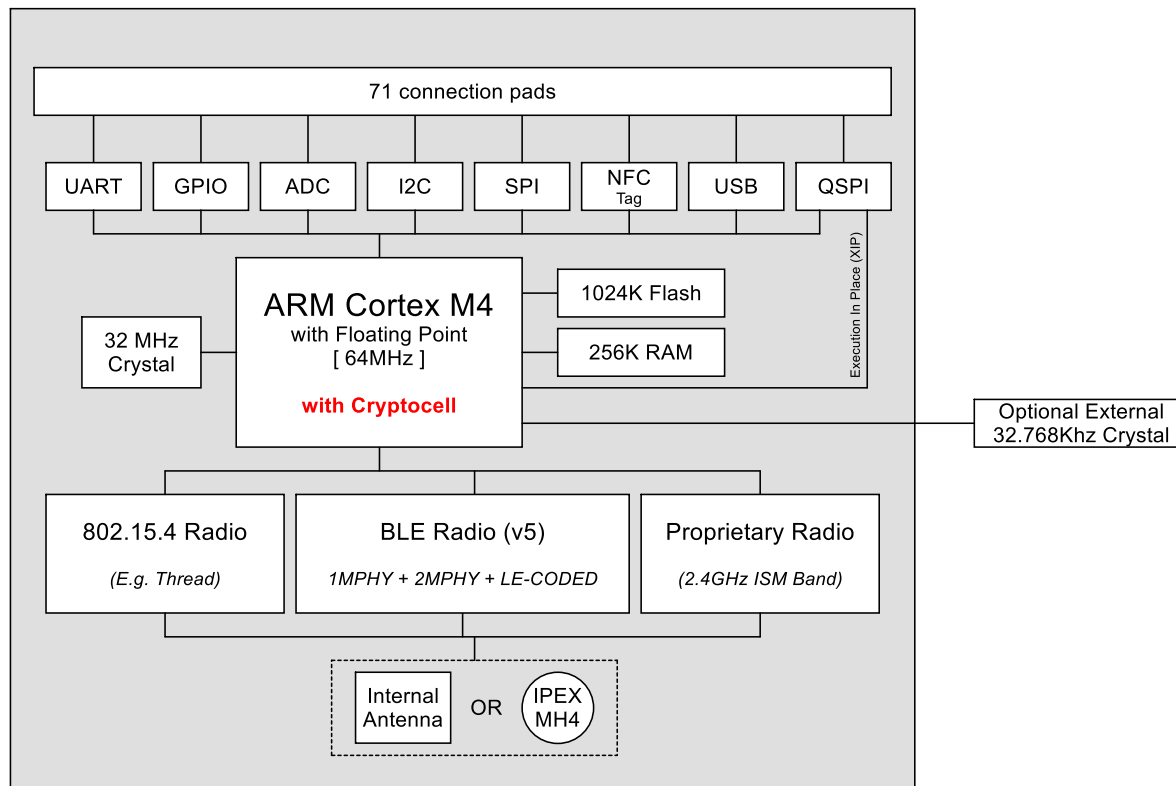 71 connection pads
UART
GPIO
ADC
I2C
SPI
NFC
Tag
USB
QSPI
Execution In Place (XIP)
ARM Cortex M4
with Floating Point
[ 64MHz ]
with Cryptocell
1024K Flash
256K RAM
32 MHz
Crystal
Optional External
32.768Khz Crystal
802.15.4 Radio
(E.g. Thread)
BLE Radio (v5)
1MPHY + 2MPHY + LE-CODED
Proprietary Radio
(2.4GHz ISM Band)
Internal
Antenna
OR
IPEX
MH4